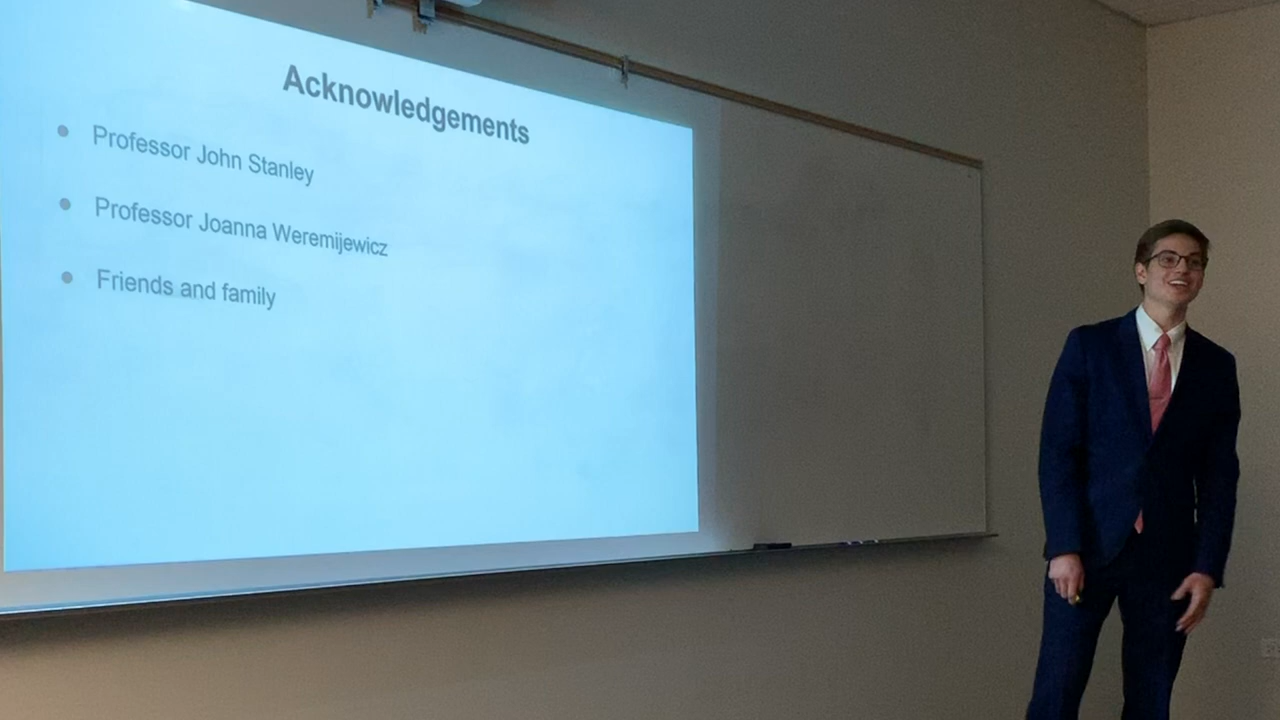 Acknowledgements
Professor John Stanley
Professor Joanna Weremijewicz
Friends and family